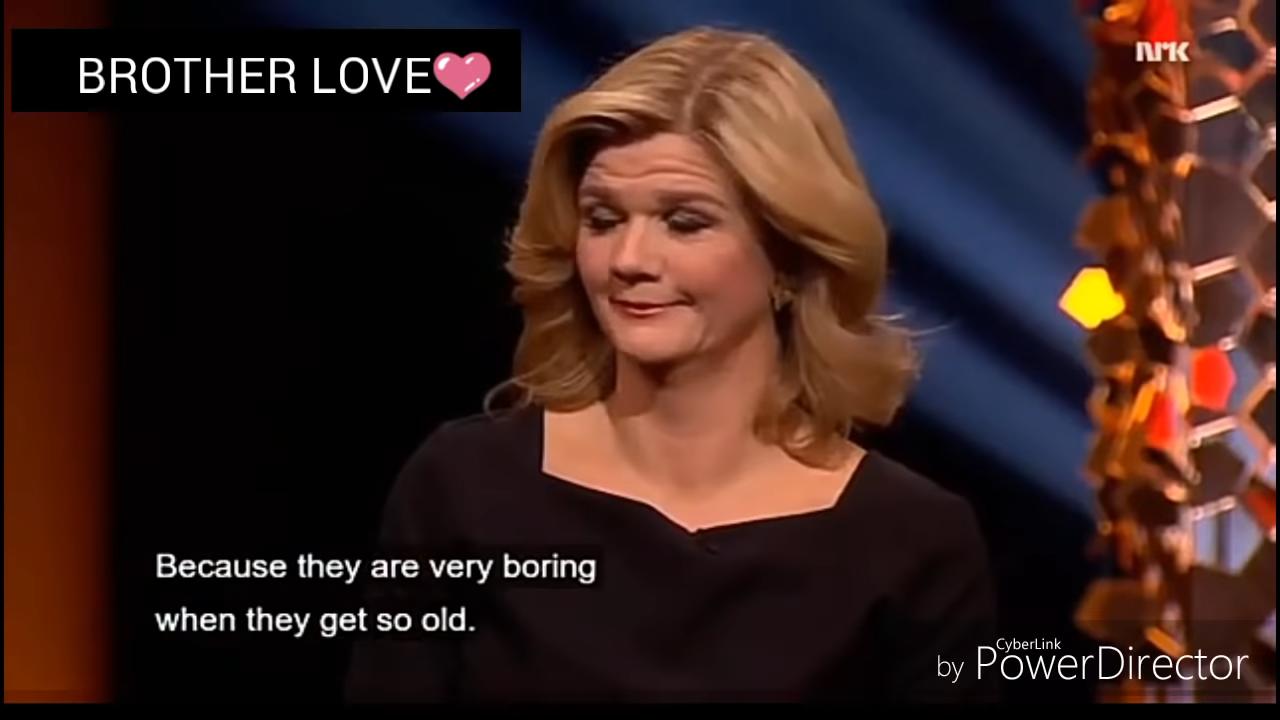 BROTHER LOVE💗
NRK
Because they are very boring
when they get so old.
CyberLink
by PowerDirector